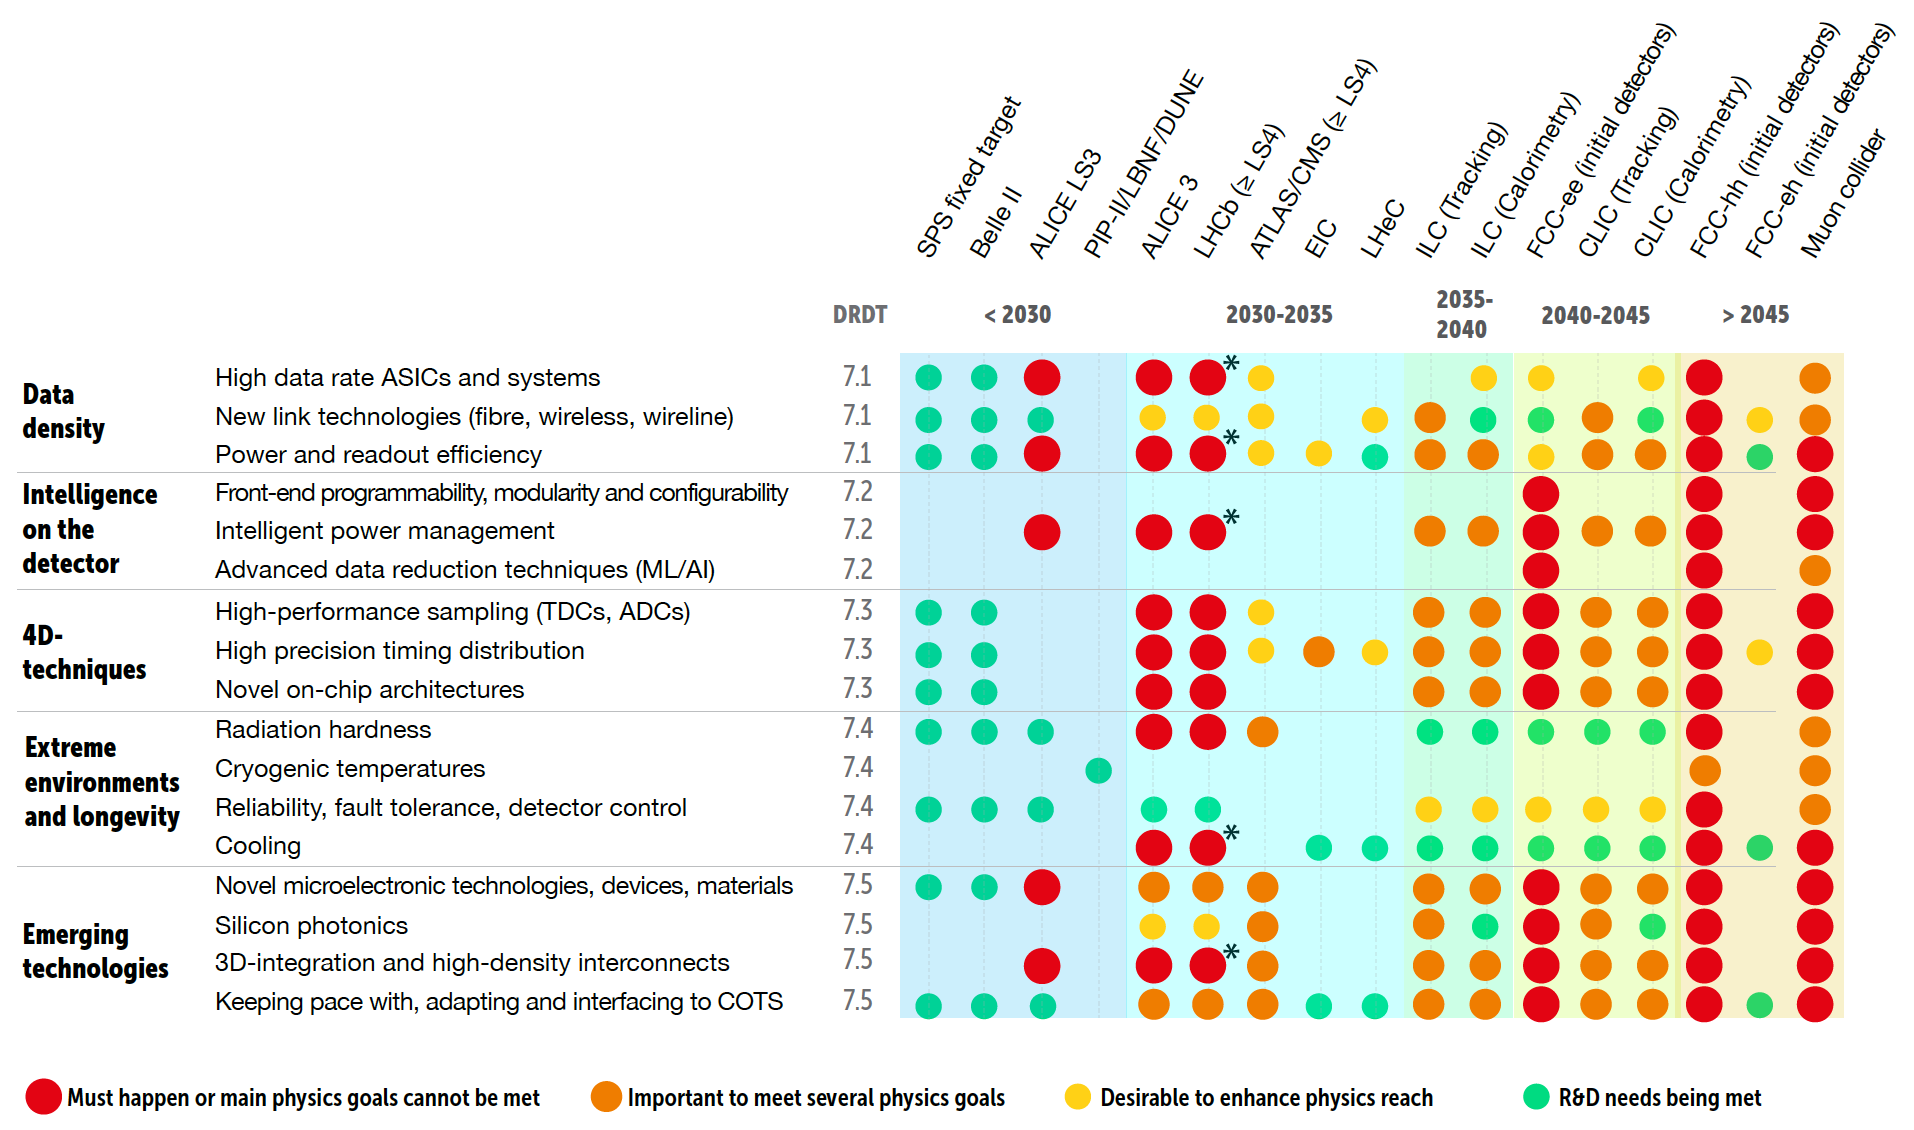 SPS fixed target
Belle II
ALICE LS3
PIP-II/LBNF/DUNE
ALICE 3
LHCb (≥ LS4)
ATLAS/CMS (≥ LS4)
EIC
LHeC
ILC (Tracking)
ILC (Calorimetry)
FCC-ee (initial detectors)
CLIC (Tracking)
CLIC (Calorimetry)
FCC-hh (initial detectors)
FCC-eh (initial detectors)
Muon collider
DRDT
< 2030
2030-2035
2035-
2040
2040-2045
> 2045
Data
density
High data rate ASICs and systems 7.1 *
New link technologies (fibre, wireless, wireline) 7.1
Power and readout efficiency 7.1 *
Intelligence
on the
detector
Front-end programmability, modularity and configurability 7.2
Intelligent power management 7.2 *
Advanced data reduction techniques (ML/AI) 7.2
4D-
techniques
High-performance sampling (TDCs, ADCs) 7.3
High precision timing distribution 7.3
Novel on-chip architectures 7.3
Extreme
environments
and longevity
Radiation hardness 7.4
Cryogenic temperatures 7.4
Reliability, fault tolerance, detector control 7.4
Cooling 7.4 *
Emerging
technologies
Novel microelectronic technologies, devices, materials 7.5
Silicon photonics 7.5
3D-integration and high-density interconnects 7.5 *
Keeping pace with, adapting and interfacing to COTS 7.5
Must happen or main physics goals cannot be met
Important to meet several physics goals
Desirable to enhance physics reach
R&D needs being met